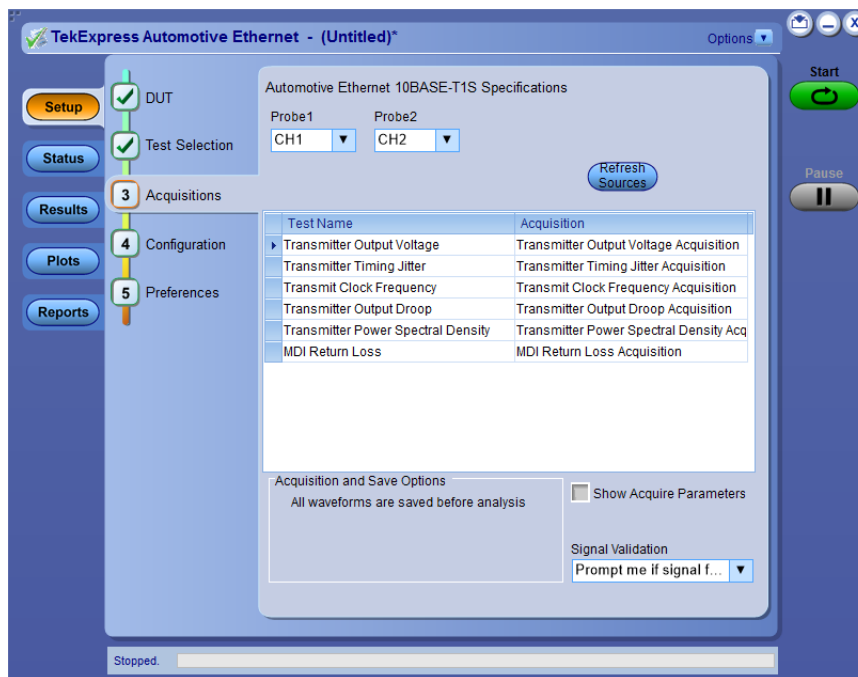 TekExpress Automotive Ethernet - (Untitled)*
Options
X
Start
Pause
Setup
Status
Results
Plots
Reports
DUT
Test Selection
3 Acquisitions
4 Configuration
5 Preferences
Automotive Ethernet 10BASE-T1S Specifications
Probe1 Probe2
CH1 CH2
Refresh
Sources
Test Name Acquisition
Transmitter Output Voltage Transmitter Output Voltage Acquisition
Transmitter Timing Jitter Transmitter Timing Jitter Acquisition
Transmit Clock Frequency Transmit Clock Frequency Acquisition
Transmitter Output Droop Transmitter Output Droop Acquisition
Transmitter Power Spectral Density Transmitter Power Spectral Density Acq
MDI Return Loss MDI Return Loss Acquisition
Acquisition and Save Options
All waveforms are saved before analysis
Show Acquire Parameters
Signal Validation
Prompt me if signal f...
Stopped.